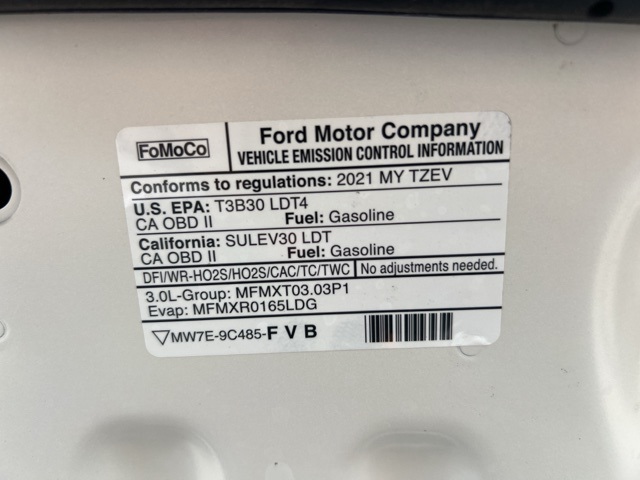 FoMoCo
Ford Motor Company
VEHICLE EMISSION CONTROL INFORMATION
Conforms to regulations: 2021 MY TZEV
U.S. EPA: T3B30 LDT4
CA OBD II Fuel: Gasoline
California: SULEV30 LDT
CA OBD II Fuel: Gasoline
DFI/WR-HO2S/HO2S/CAC/TC/TWC No adjustments needed.
3.0L-Group: MFMXT03.03P1
Evap: MFMXR0165LDG
MW7E-9C485-F V B